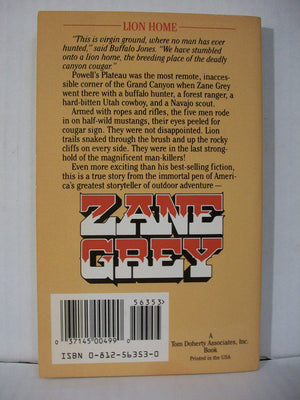 LION HOME
"This is virgin ground, where no man has ever
hunted," said Buffalo Jones. "We have stumbled
onto a lion home, the breeding place of the deadly
canyon cougar."
Powell's Plateau was the most remote, inacces-
sible corner of the Grand Canyon when Zane Grey
went there with a buffalo hunter, a forest ranger, a
hard-bitten Utah cowboy, and a Navajo scout.
Armed with ropes and rifles, the five men rode
in on half-wild mustangs, their eyes peeled for
cougar sign. They were not disappointed. Lion
trails snaked through the brush and up the rocky
cliffs on every side. They were in the last strong-
hold of the magnificent man-killers!
Even more exciting than his best-selling fiction,
this is a true story from the immortal pen of Ameri-
ca's greatest storyteller of outdoor adventure—
ZANE
GREY
56353>
0 37145 00499 0
ISBN 0-812-56353-0
A
Tom Doherty Associates, Inc.
Book
Printed in the USA